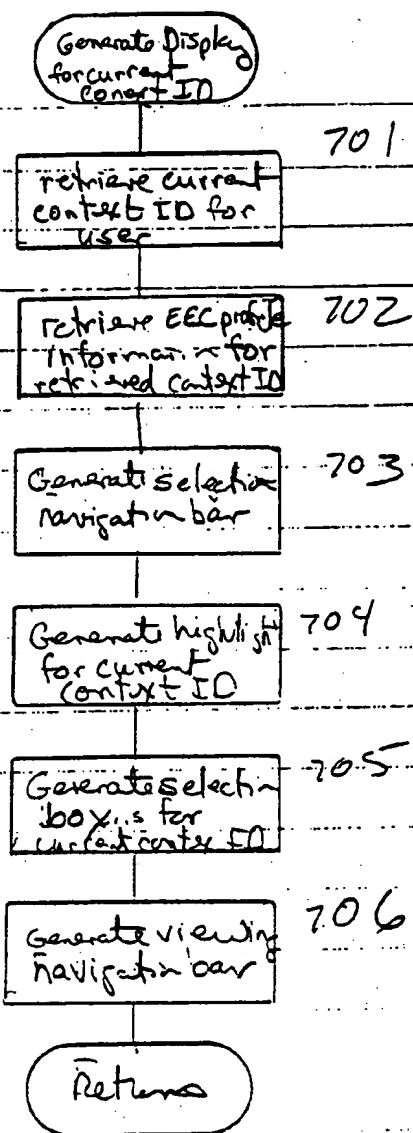 Generate Display
for current
context ID
701
retrieve current
context ID for
user
702
retrieve EEC profile
information for
retrieved context ID
703
Generate selection
navigation bar
704
Generate highlight
for current
context ID
705
Generate selection
boxes for
current contex ID
706
Generate viewing
navigation bar
Return